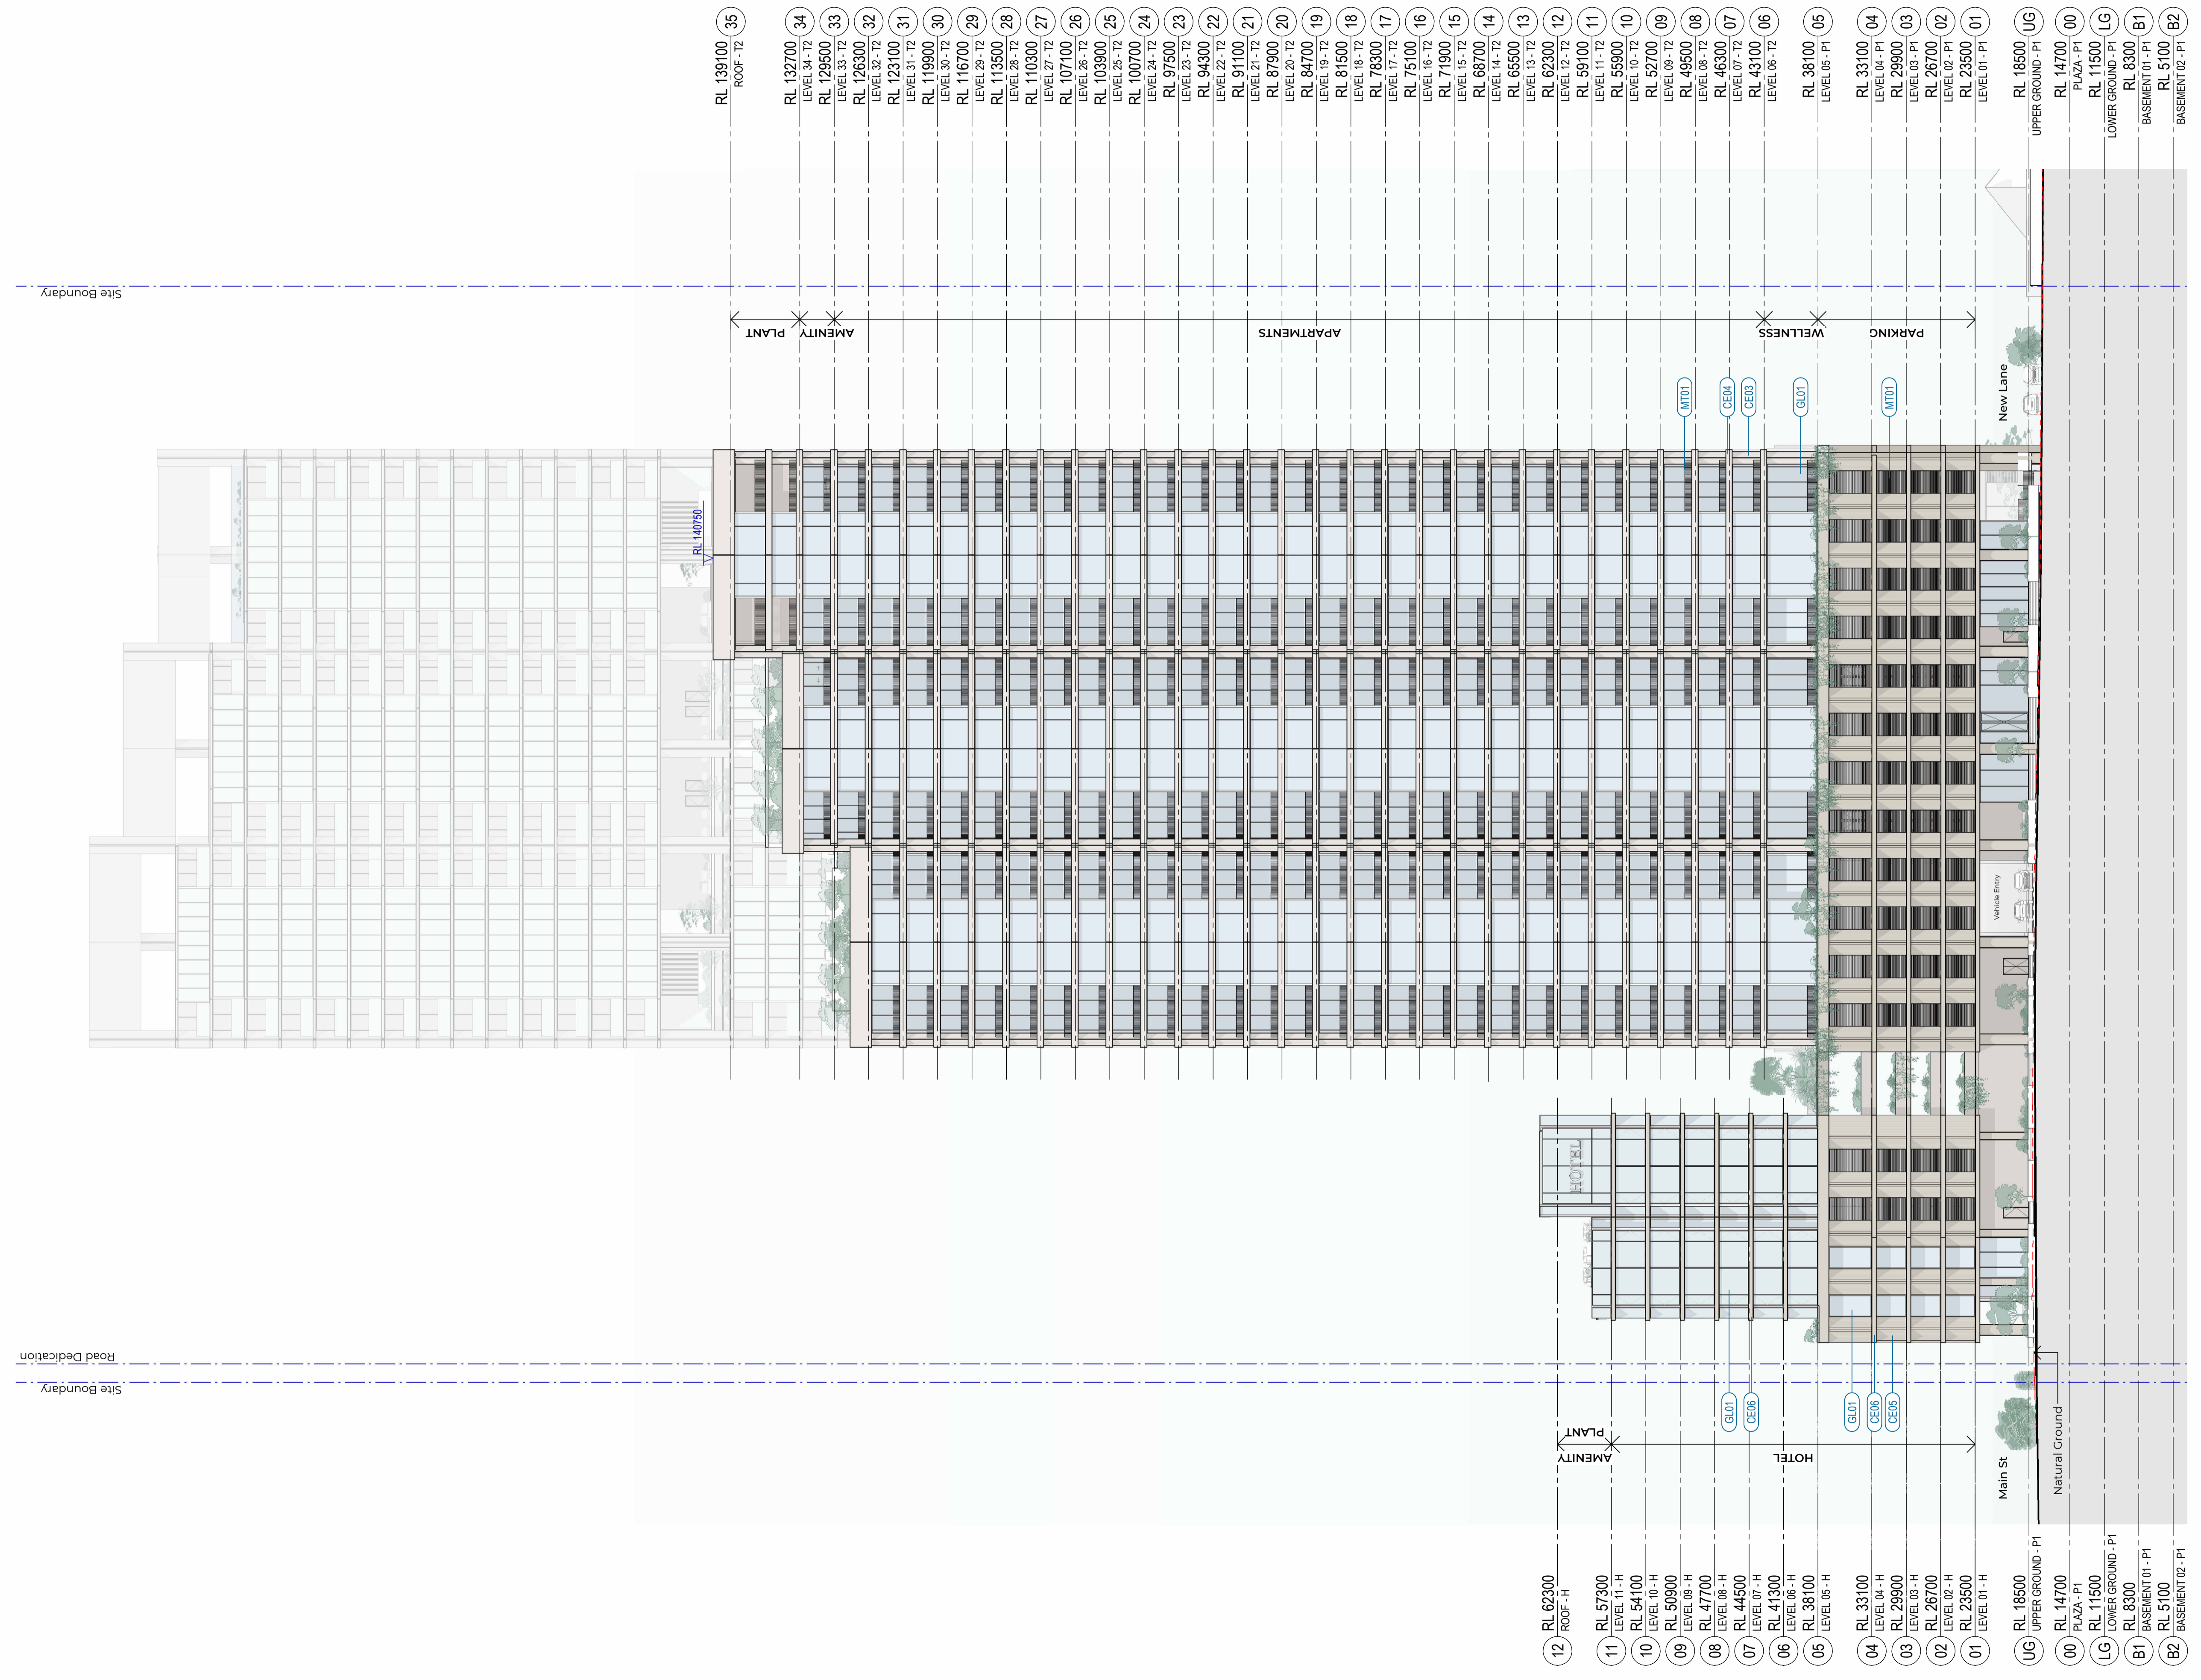 RL 139100
ROOF - T2
35
RL 132700
LEVEL 34 - T2
34
RL 129500
LEVEL 33 - T2
33
RL 126300
LEVEL 32 - T2
32
RL 123100
LEVEL 31 - T2
31
RL 119900
LEVEL 30 - T2
30
RL 116700
LEVEL 29 - T2
29
RL 113500
LEVEL 28 - T2
28
RL 110300
LEVEL 27 - T2
27
RL 107100
LEVEL 26 - T2
26
RL 103900
LEVEL 25 - T2
25
RL 100700
LEVEL 24 - T2
24
RL 97500
LEVEL 23 - T2
23
RL 94300
LEVEL 22 - T2
22
RL 91100
LEVEL 21 - T2
21
RL 87900
LEVEL 20 - T2
20
RL 84700
LEVEL 19 - T2
19
RL 81500
LEVEL 18 - T2
18
RL 78300
LEVEL 17 - T2
17
RL 75100
LEVEL 16 - T2
16
RL 71900
LEVEL 15 - T2
15
RL 68700
LEVEL 14 - T2
14
RL 65500
LEVEL 13 - T2
13
RL 62300
LEVEL 12 - T2
12
RL 59100
LEVEL 11 - T2
11
RL 55900
LEVEL 10 - T2
10
RL 52700
LEVEL 09 - T2
09
RL 49500
LEVEL 08 - T2
08
RL 46300
LEVEL 07 - T2
07
RL 43100
LEVEL 06 - T2
06
RL 38100
LEVEL 05 - P1
05
RL 33100
LEVEL 04 - P1
04
RL 29900
LEVEL 03 - P1
03
RL 26700
LEVEL 02 - P1
02
RL 23500
LEVEL 01 - P1
01
RL 18500
UPPER GROUND - P1
UG
RL 14700
PLAZA - P1
00
RL 11500
LOWER GROUND - P1
LG
RL 8300
BASEMENT 01 - P1
B1
RL 5100
BASEMENT 02 - P1
B2
Site Boundary
PLANT
AMENITY
APARTMENTS
WELLNESS
PARKING
MT01
CE04
CE03
GL01
MT01
New Lane
RL 140750
Vehicle Entry
HOTEL
Road Dedication
Site Boundary
GL01
CE06
GL01
CE06
CE05
PLANT
AMENITY
HOTEL
Main St
Natural Ground
RL 62300
ROOF - H
12
RL 57300
LEVEL 11 - H
11
RL 54100
LEVEL 10 - H
10
RL 50900
LEVEL 09 - H
09
RL 47700
LEVEL 08 - H
08
RL 44500
LEVEL 07 - H
07
RL 41300
LEVEL 06 - H
06
RL 38100
LEVEL 05 - H
05
RL 33100
LEVEL 04 - H
04
RL 29900
LEVEL 03 - H
03
RL 26700
LEVEL 02 - H
02
RL 23500
LEVEL 01 - H
01
RL 18500
UPPER GROUND - P1
UG
RL 14700
PLAZA - P1
00
RL 11500
LOWER GROUND - P1
LG
RL 8300
BASEMENT 01 - P1
B1
RL 5100
BASEMENT 02 - P1
B2